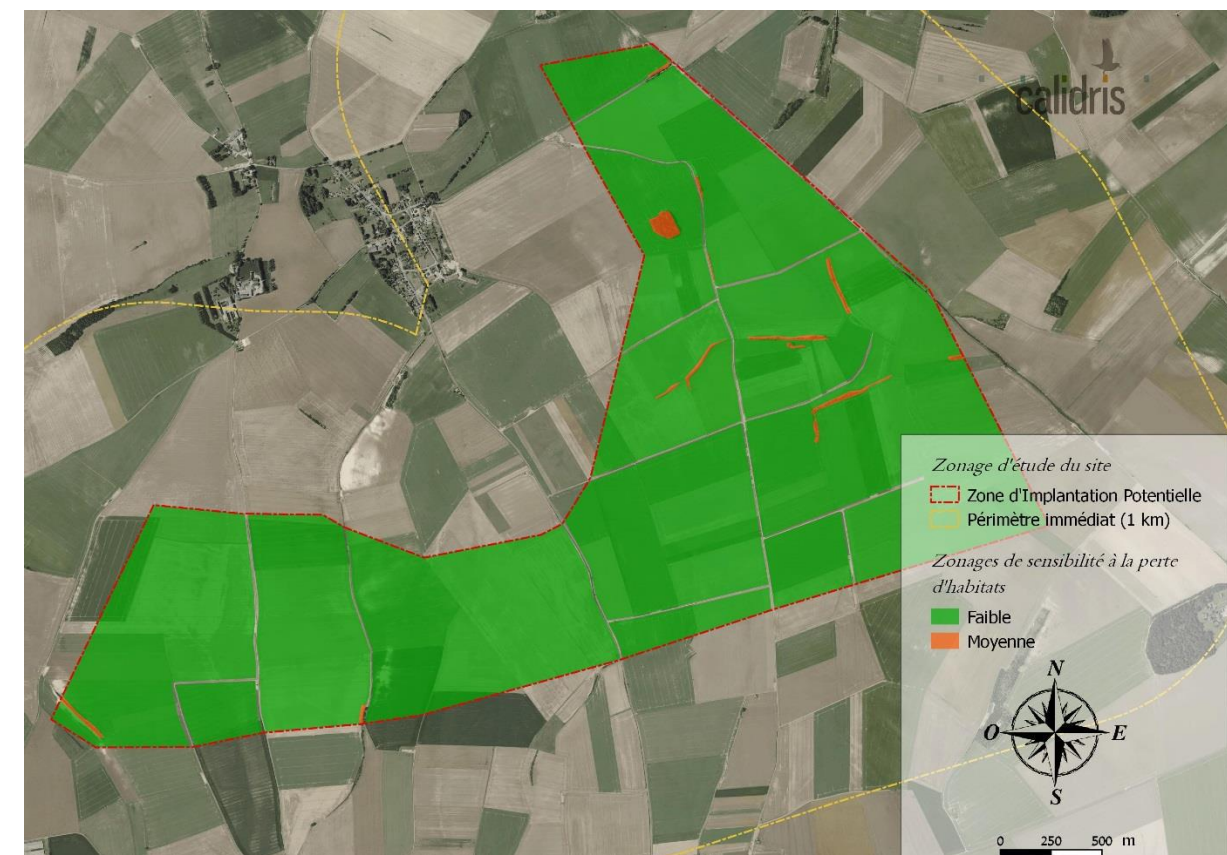 calidris
Zonage d'étude du site
Zone d'Implantation Potentielle
Périmètre immédiat (1 km)
Zonages de sensibilité à la perte
d'habitats
Faible
Moyenne
N
O
E
S
0 250 500 m